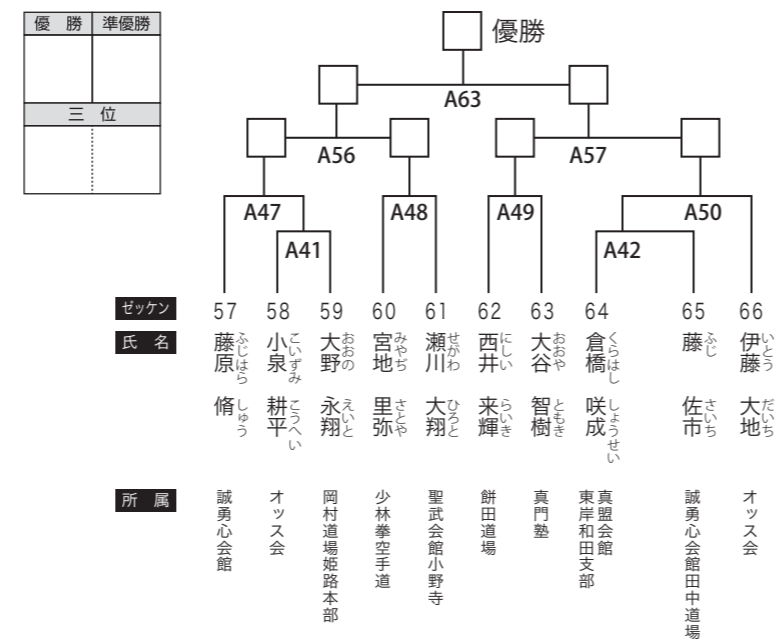 優勝 準優勝
三位
優勝
A63
A56 A57
A47 A48 A49 A50
A41 A42
ゼッケン 57 58 59 60 61 62 63 64 65 66
氏名
藤原 脩 ふじはら しゅう
小泉 耕平 こいずみ こうへい
大野 永翔 おおの えいと
宮地 里弥 みやぢ さとや
瀬川 大翔 せがわ ひろと
西井 来輝 にしい らいき
大谷 智樹 おおや ともき
倉橋 咲成 くらはし しょうせい
藤 佐市 ふじ さいち
伊藤 大地 いとう だいち
所属
誠勇心会館
オッス会
岡村道場姫路本部
少林拳空手道
聖武会館小野寺
餅田道場
真門塾
真盟会館
東岸和田支部
誠勇心会館田中道場
オッス会